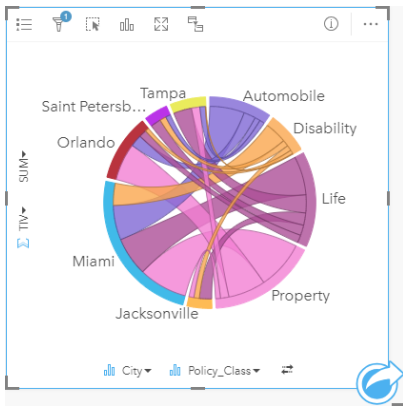 1
Tampa
Automobile
Saint Petersb...
Disability
Orlando
SUM
Life
TIV
Miami
Property
Jacksonville
City
Policy_Class